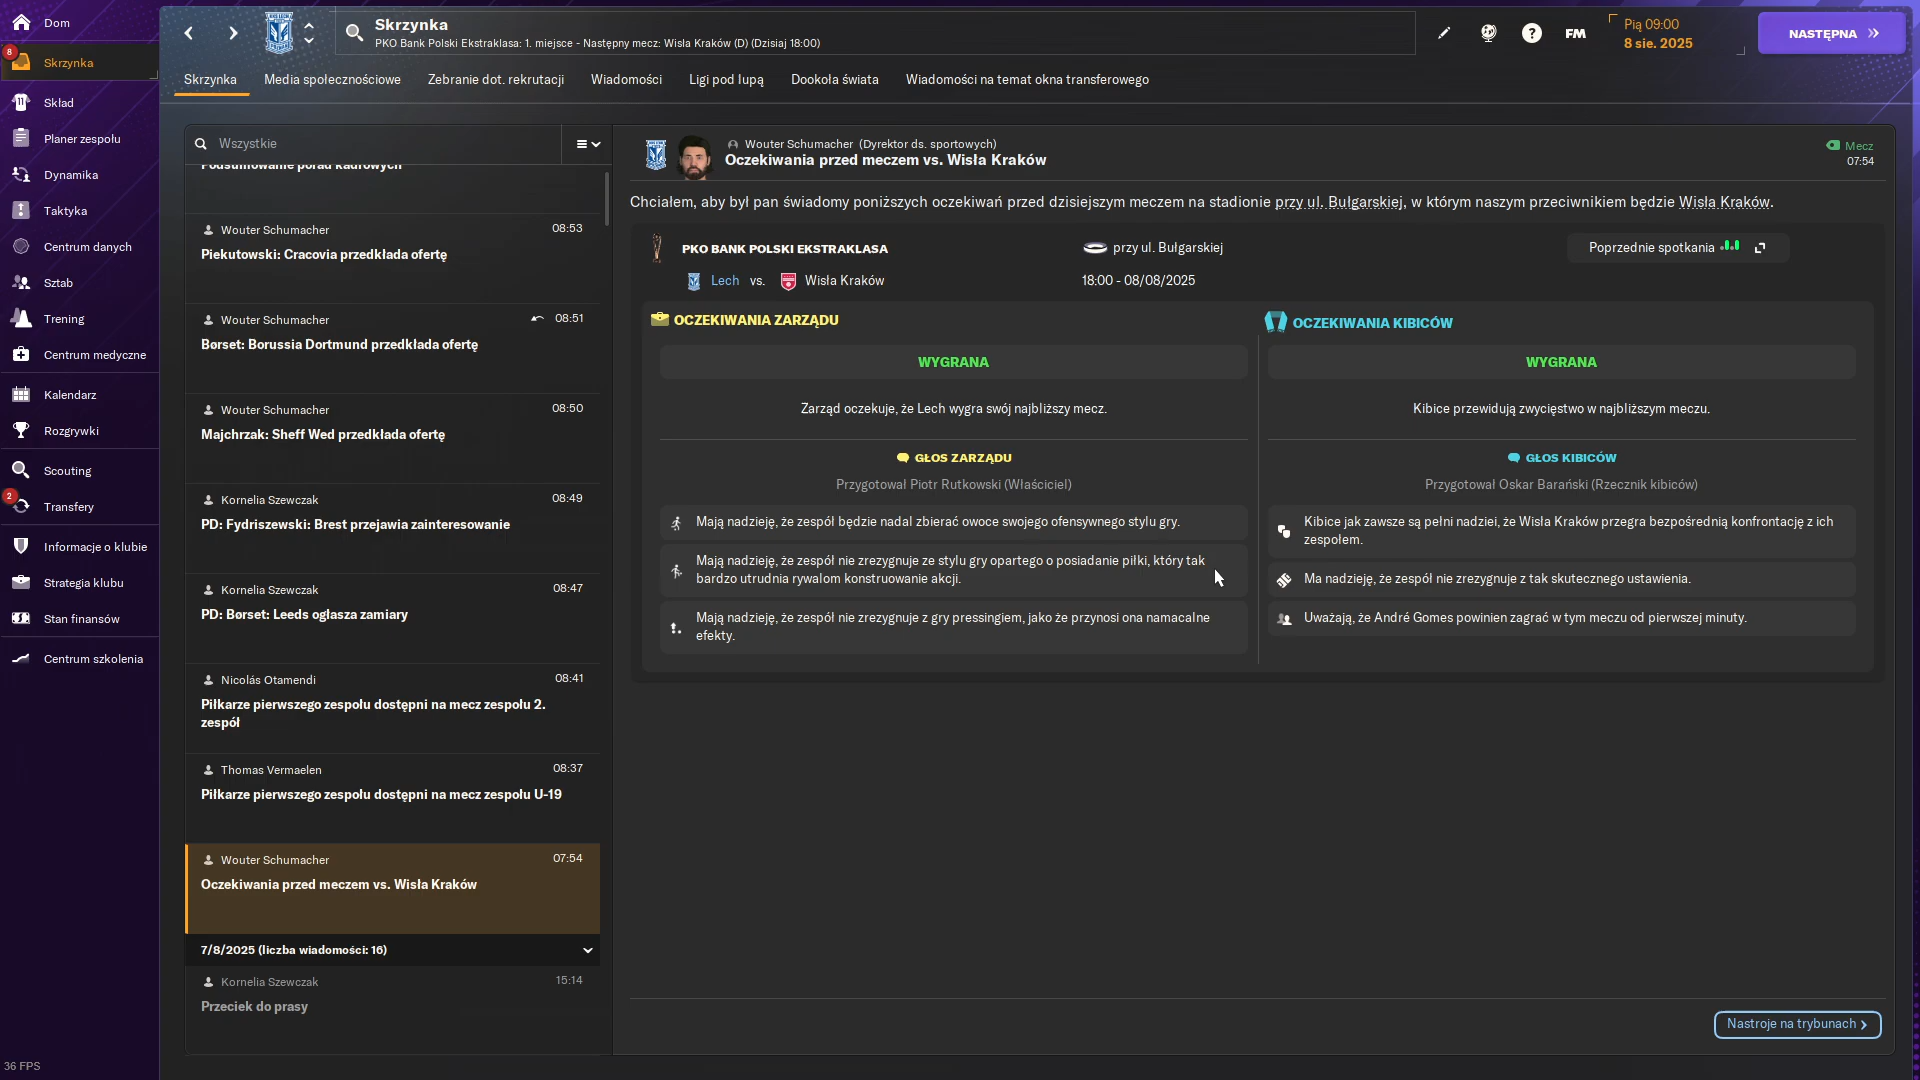 Dom
8
Skrzynka
Skład
Planer zespołu
Dynamika
Taktyka
Centrum danych
Sztab
Trening
Centrum medyczne
Kalendarz
Rozgrywki
Scouting
2
Transfery
Informacje o klubie
Strategia klubu
Stan finansów
Centrum szkolenia
36 FPS
Skrzynka
PKO Bank Polski Ekstraklasa: 1. miejsce - Następny mecz: Wisła Kraków (D) (Dzisiaj 18:00)
FM
Pią 09:00
8 sie. 2025
NASTĘPNA
Skrzynka Media społecznościowe Zebranie dot. rekrutacji Wiadomości Ligi pod lupą Dookoła świata Wiadomości na temat okna transferowego
Wszystkie
Podsumowanie porad kadrowych
Wouter Schumacher 08:53
Piekutowski: Cracovia przedkłada ofertę
Wouter Schumacher 08:51
Børset: Borussia Dortmund przedkłada ofertę
Wouter Schumacher 08:50
Majchrzak: Sheff Wed przedkłada ofertę
Kornelia Szewczak 08:49
PD: Fydriszewski: Brest przejawia zainteresowanie
Kornelia Szewczak 08:47
PD: Børset: Leeds ogłasza zamiary
Nicolás Otamendi 08:41
Piłkarze pierwszego zespołu dostępni na mecz zespołu 2.
zespół
Thomas Vermaelen 08:37
Piłkarze pierwszego zespołu dostępni na mecz zespołu U-19
Wouter Schumacher 07:54
Oczekiwania przed meczem vs. Wisła Kraków
7/8/2025 (liczba wiadomości: 16)
Kornelia Szewczak 15:14
Przeciek do prasy
Wouter Schumacher (Dyrektor ds. sportowych)
Oczekiwania przed meczem vs. Wisła Kraków
Mecz
07:54
Chciałem, aby był pan świadomy poniższych oczekiwań przed dzisiejszym meczem na stadionie przy ul. Bułgarskiej, w którym naszym przeciwnikiem będzie Wisła Kraków.
PKO BANK POLSKI EKSTRAKLASA
przy ul. Bułgarskiej
Poprzednie spotkania
Lech vs. Wisła Kraków
18:00 - 08/08/2025
OCZEKIWANIA ZARZĄDU
WYGRANA
Zarząd oczekuje, że Lech wygra swój najbliższy mecz.
GŁOS ZARZĄDU
Przygotował Piotr Rutkowski (Właściciel)
Mają nadzieję, że zespół będzie nadal zbierać owoce swojego ofensywnego stylu gry.
Mają nadzieję, że zespół nie zrezygnuje ze stylu gry opartego o posiadanie piłki, który tak
bardzo utrudnia rywalom konstruowanie akcji.
Mają nadzieję, że zespół nie zrezygnuje z gry pressingiem, jako że przynosi ona namacalne
efekty.
OCZEKIWANIA KIBICÓW
WYGRANA
Kibice przewidują zwycięstwo w najbliższym meczu.
GŁOS KIBICÓW
Przygotował Oskar Barański (Rzecznik kibiców)
Kibice jak zawsze są pełni nadziei, że Wisła Kraków przegra bezpośrednią konfrontację z ich
zespołem.
Ma nadzieję, że zespół nie zrezygnuje z tak skutecznego ustawienia.
Uważają, że André Gomes powinien zagrać w tym meczu od pierwszej minuty.
Nastroje na trybunach